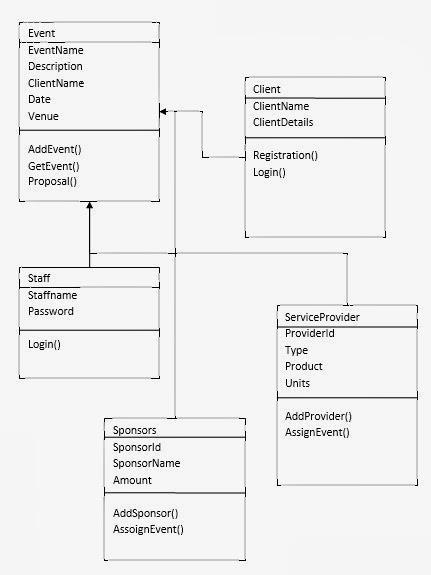 Event
EventName
Description
ClientName
Date
Venue
AddEvent()
GetEvent()
Proposal()
Client
ClientName
ClientDetails
Registration()
Login()
Staff
Staffname
Password
Login()
ServiceProvider
ProviderId
Type
Product
Units
AddProvider()
AssignEvent()
Sponsors
SponsorId
SponsorName
Amount
AddSponsor()
AssoignEvent()